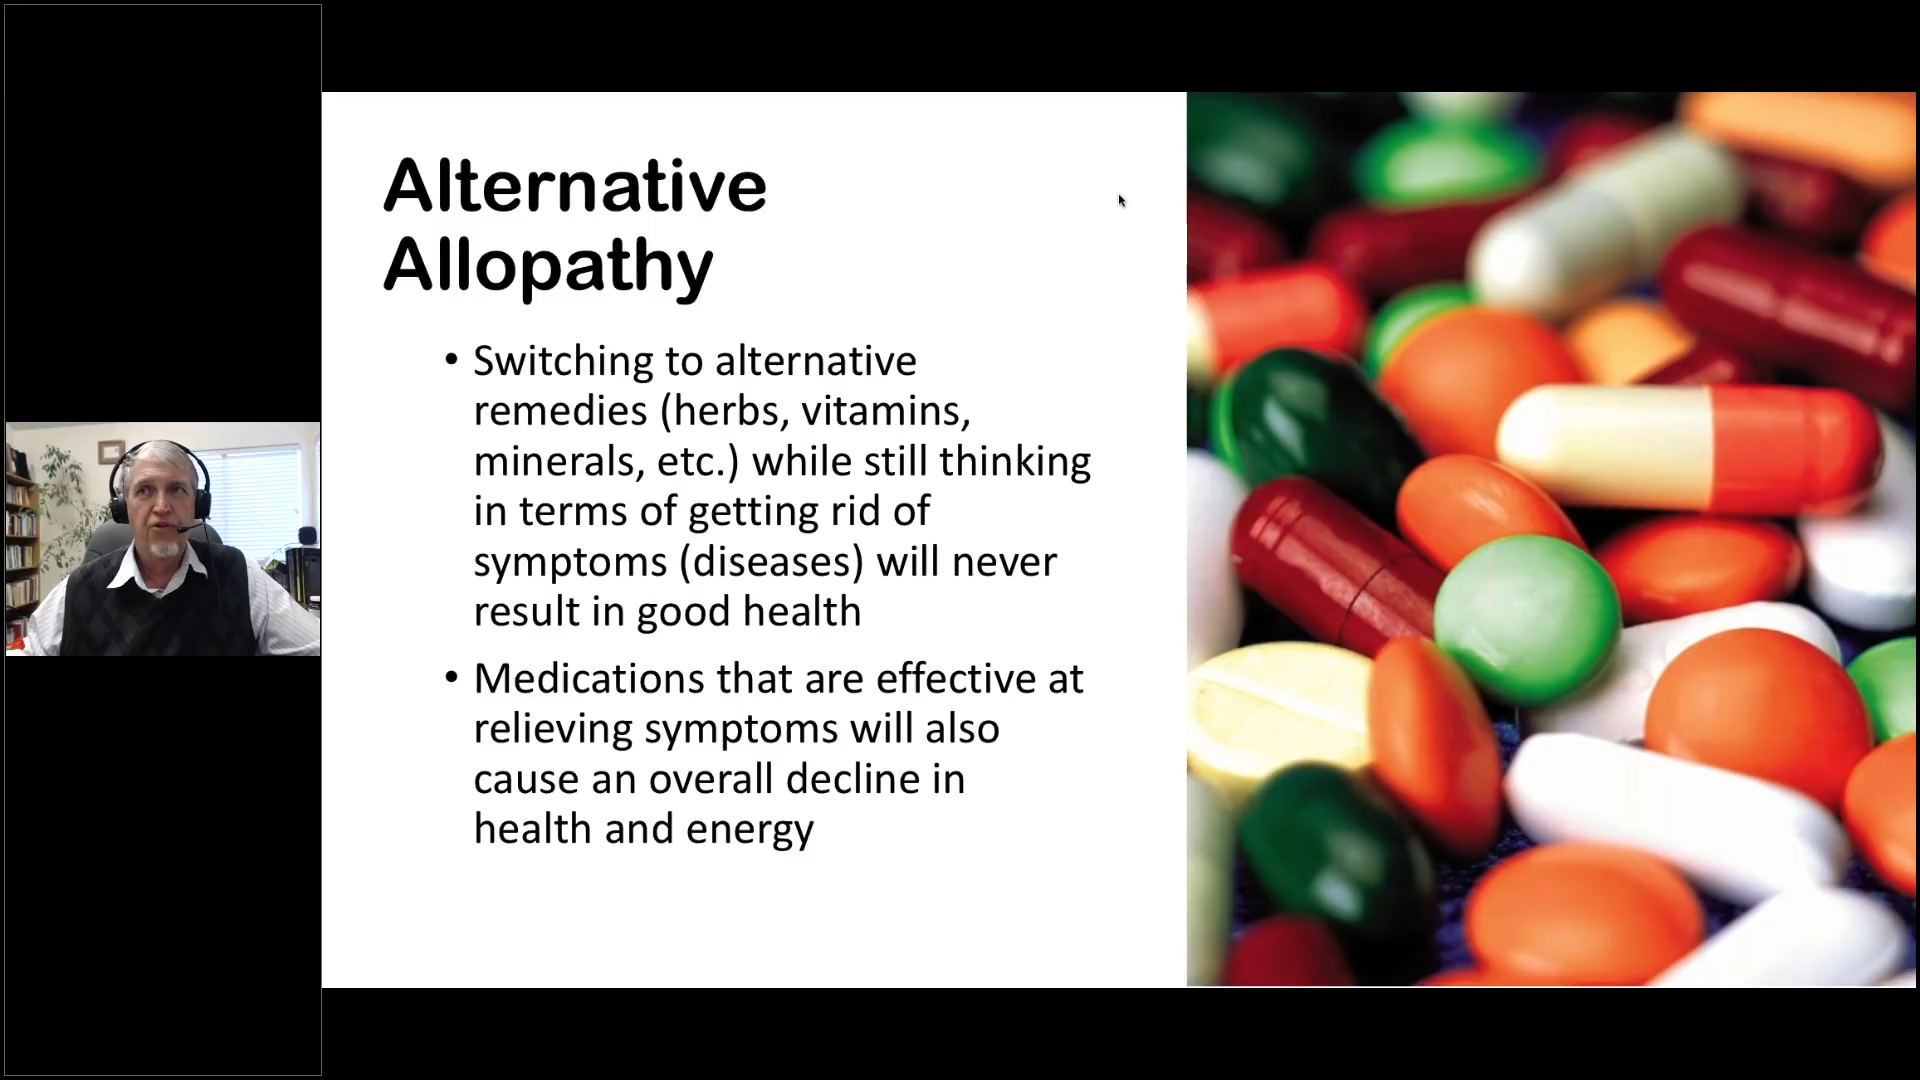 Alternative
Allopathy
• Switching to alternative
remedies (herbs, vitamins,
minerals, etc.) while still thinking
in terms of getting rid of
symptoms (diseases) will never
result in good health
• Medications that are effective at
relieving symptoms will also
cause an overall decline in
health and energy